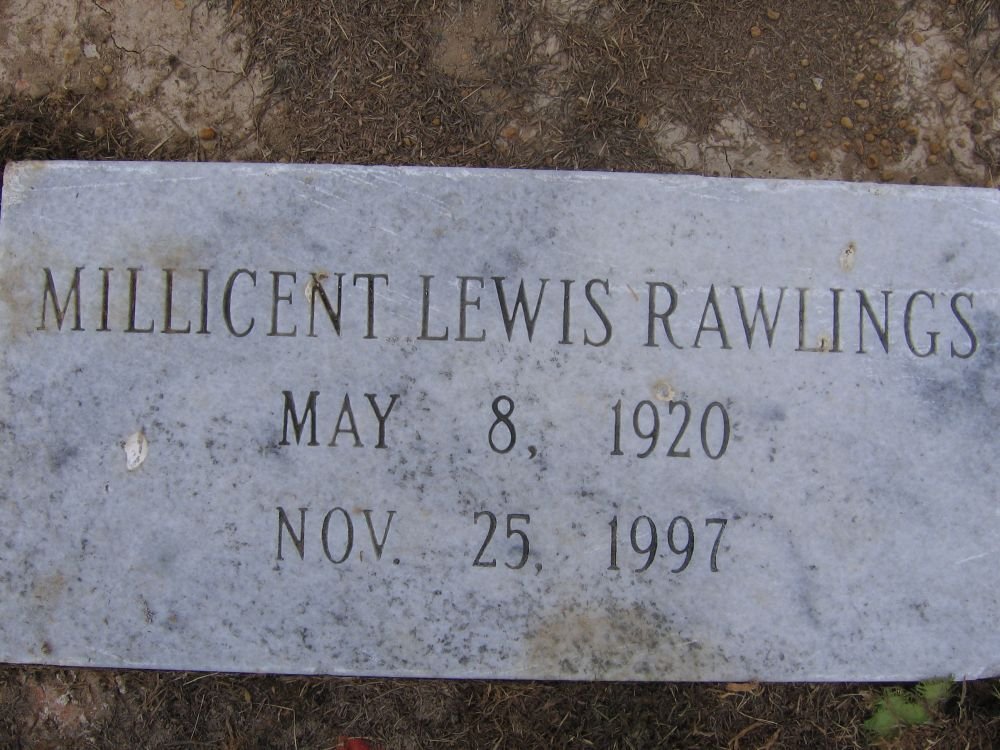 MILLICENT LEWIS RAWLINGS
MAY 8, 1920
NOV. 25, 1997